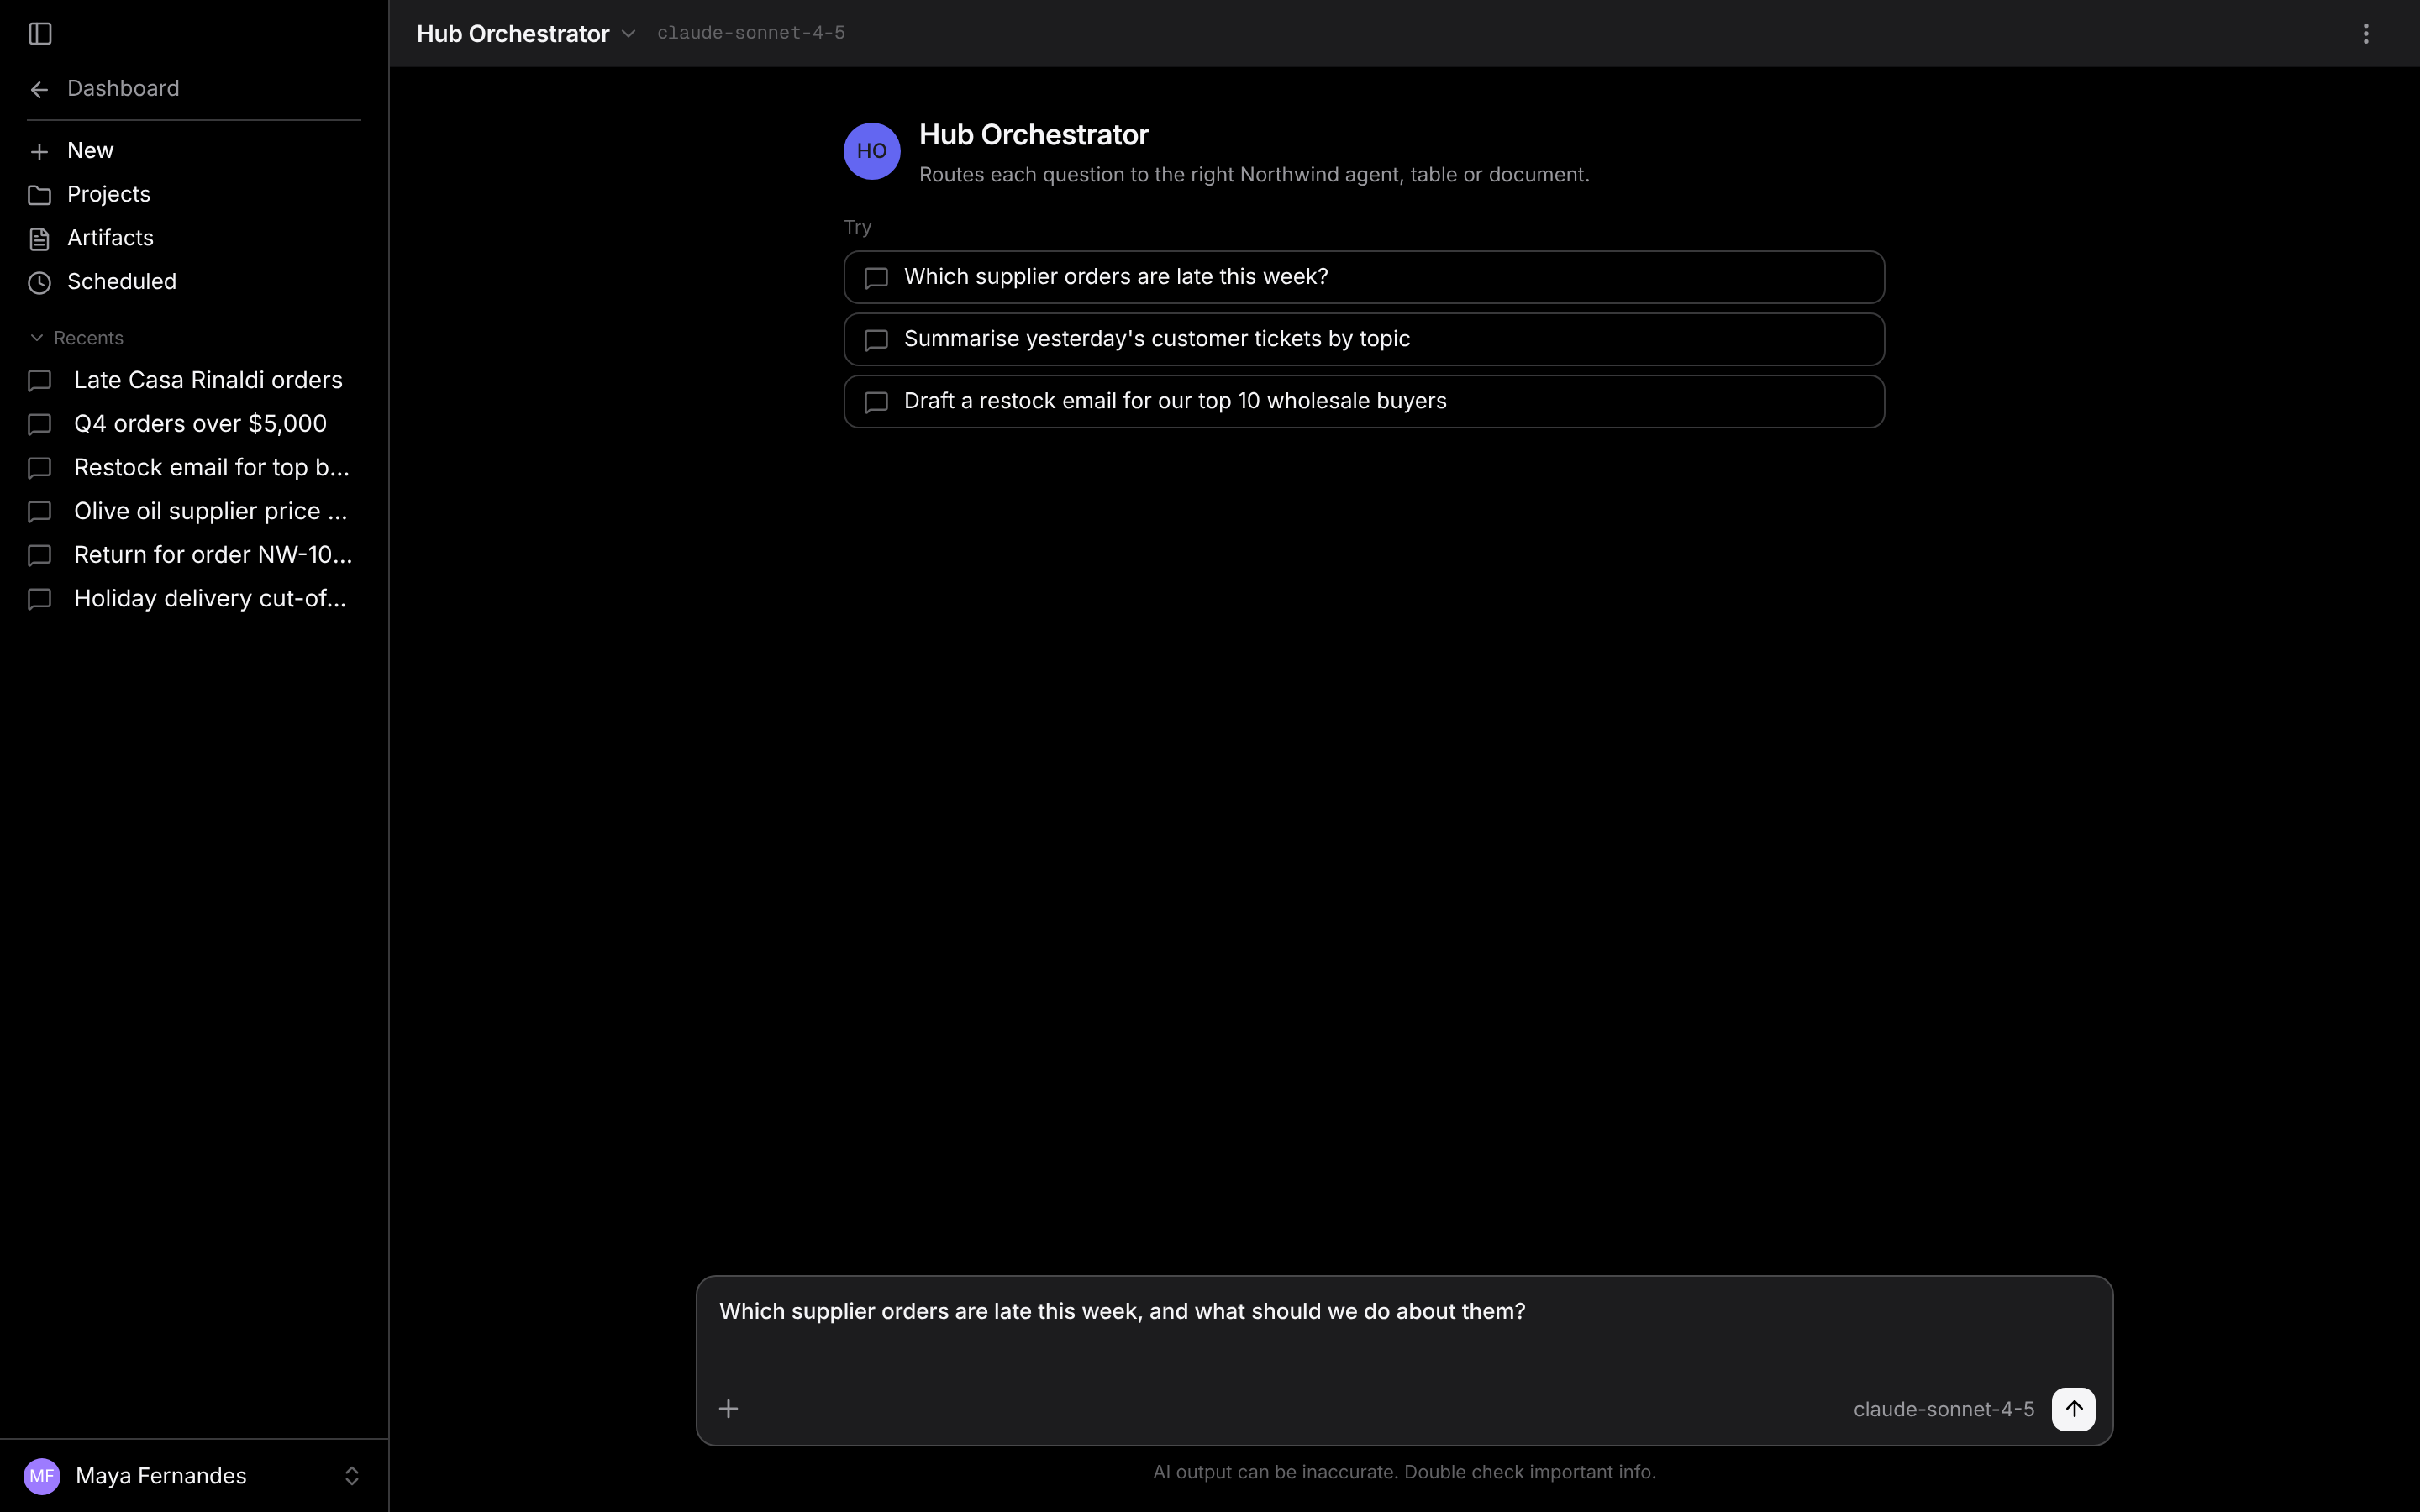 Dashboard
New
Projects
Artifacts
Scheduled
Recents
Late Casa Rinaldi orders
Q4 orders over $5,000
Restock email for top b...
Olive oil supplier price ...
Return for order NW-10...
Holiday delivery cut-of...
MF Maya Fernandes
Hub Orchestrator claude-sonnet-4-5
HO Hub Orchestrator
Routes each question to the right Northwind agent, table or document.
Try
Which supplier orders are late this week?
Summarise yesterday's customer tickets by topic
Draft a restock email for our top 10 wholesale buyers
Which supplier orders are late this week, and what should we do about them?
claude-sonnet-4-5
AI output can be inaccurate. Double check important info.